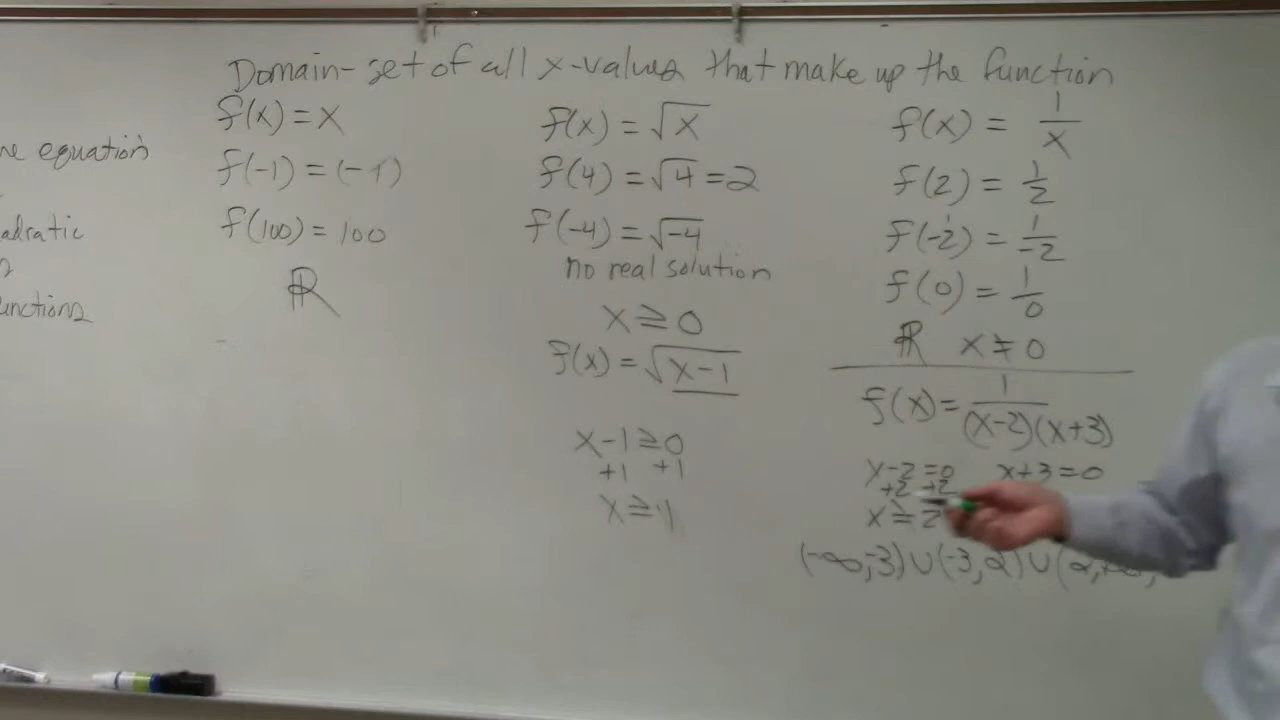 Domain- set of all x-values that make up the function
equation
adratic
unctions
f(x) = x
f(-1) = (-1)
f(100) = 100
ℝ
f(x) = √x
f(4) = √4 = 2
f(-4) = √-4
no real solution
x ≥ 0
f(x) = √x-1
x-1 ≥ 0
+1 +1
x ≥ 1
f(x) = 1/x
f(2) = 1/2
f(-2) = 1/-2
f(0) = 1/0
ℝ x ≠ 0
f(x) = 1/(x-2)(x+3)
x-2 =0 x+3 =0
+2 +2
(-∞,-3) ∪ (-3, 2) ∪ (2,